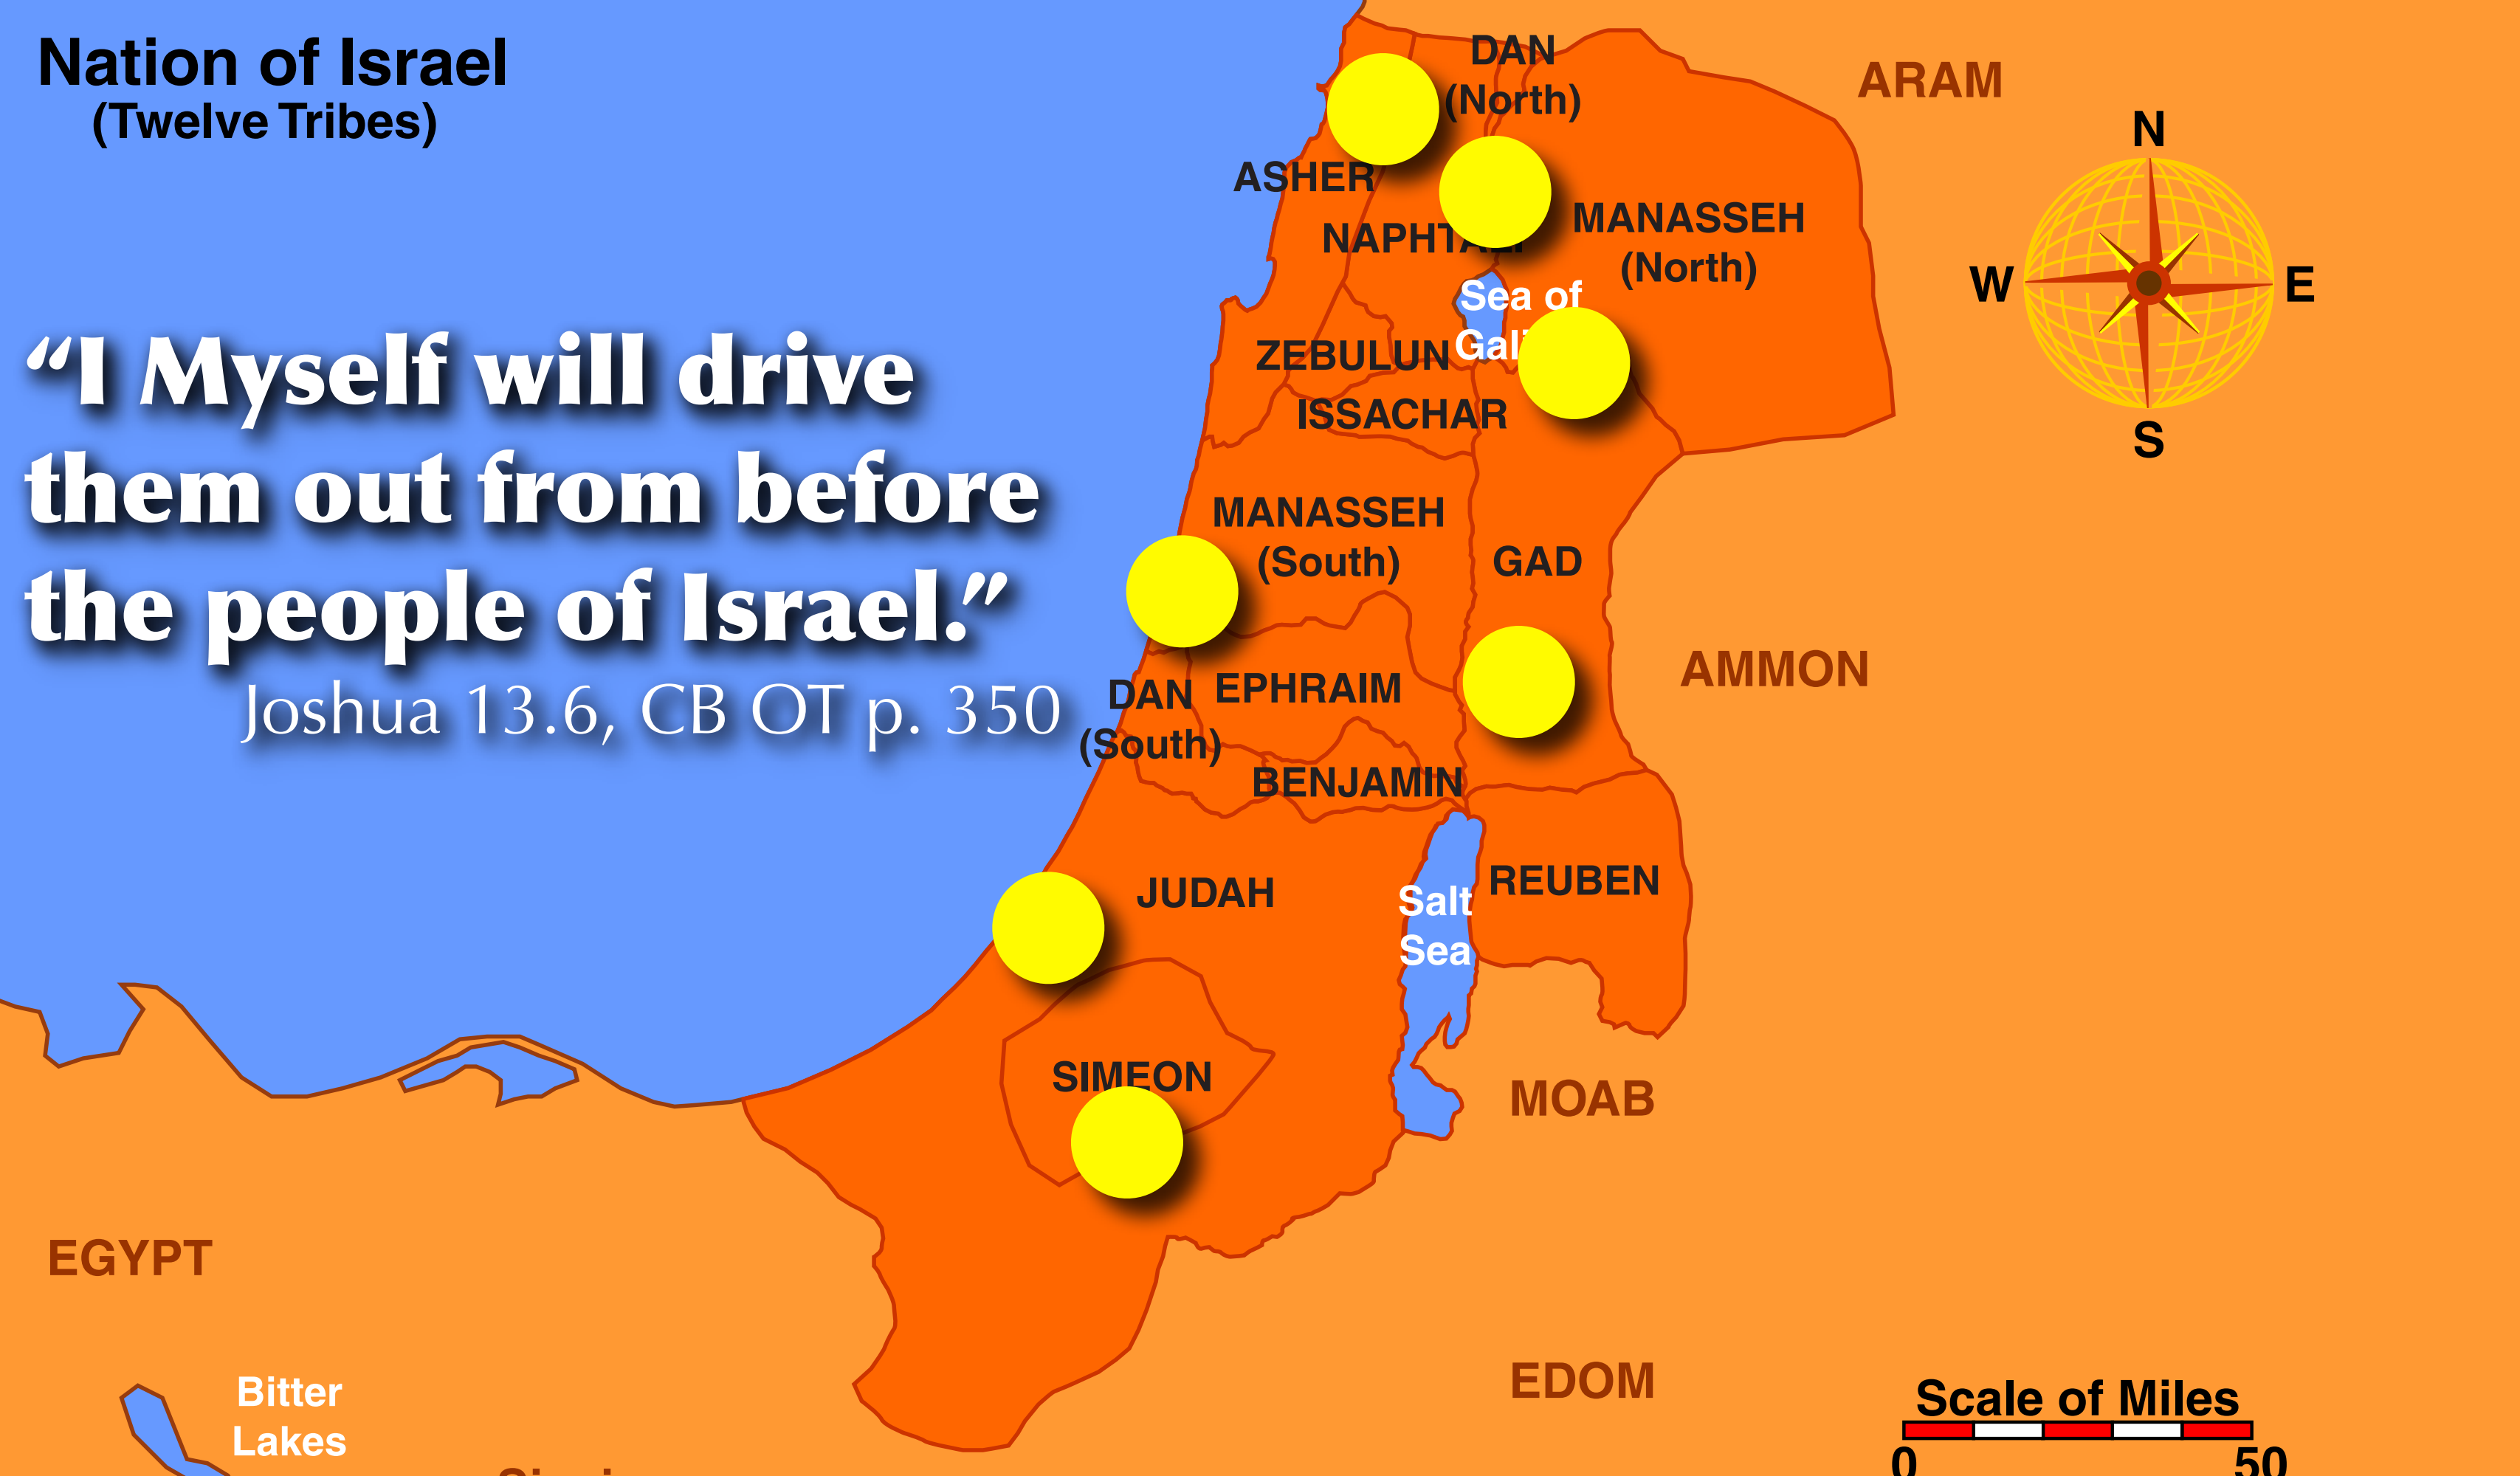 Nation of Israel
(Twelve Tribes)
“I Myself will drive
them out from before
the people of Israel.”
Joshua 13.6, CB OT p. 350
DAN
(North)
ARAM
ASHER
MANASSEH
(North)
Sea of
ZEBULUN
ISSACHAR
MANASSEH
(South)
GAD
AMMON
DAN
(South)
EPHRAIM
BENJAMIN
JUDAH
REUBEN
Salt
Sea
SIMEON
MOAB
EGYPT
EDOM
Bitter
Lakes
N
W
E
S
Scale of Miles
0 50